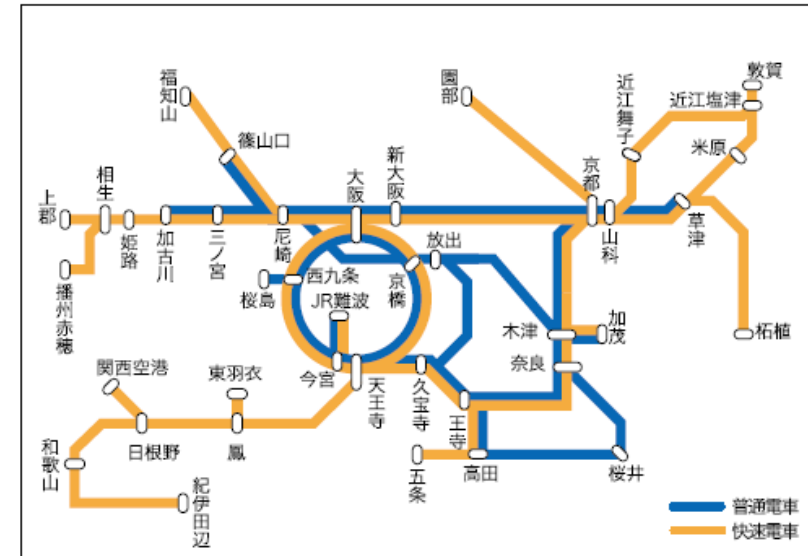 福知山
園部
敦賀
近江塩津
近江舞子
米原
篠山口
相生
上郡
姫路
加古川
三ノ宮
尼崎
大阪
新大阪
京都
山科
草津
放出
播州赤穂
桜島
西九条
JR難波
京橋
木津
加茂
柘植
奈良
関西空港
東羽衣
今宮
天王寺
久宝寺
王寺
和歌山
日根野
鳳
五条
高田
桜井
紀伊田辺
普通電車
快速電車